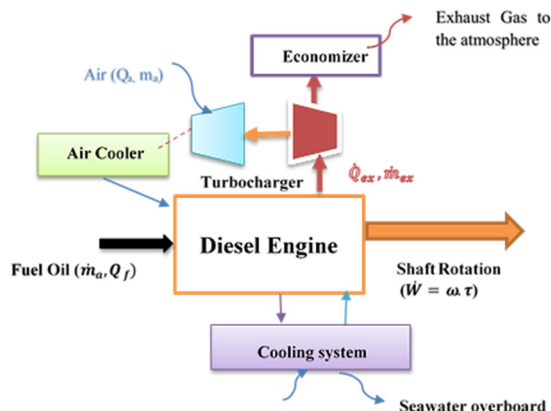 Exhaust Gas to
the atmosphere
Economizer
Air (Qₐ, mₐ)
Air Cooler
Turbocharger
Q̇ₑₓ, ṁₑₓ
Diesel Engine
Fuel Oil (ṁₐ, Q_f)
Shaft Rotation
(Ẇ = ω. τ)
Cooling system
Seawater overboard